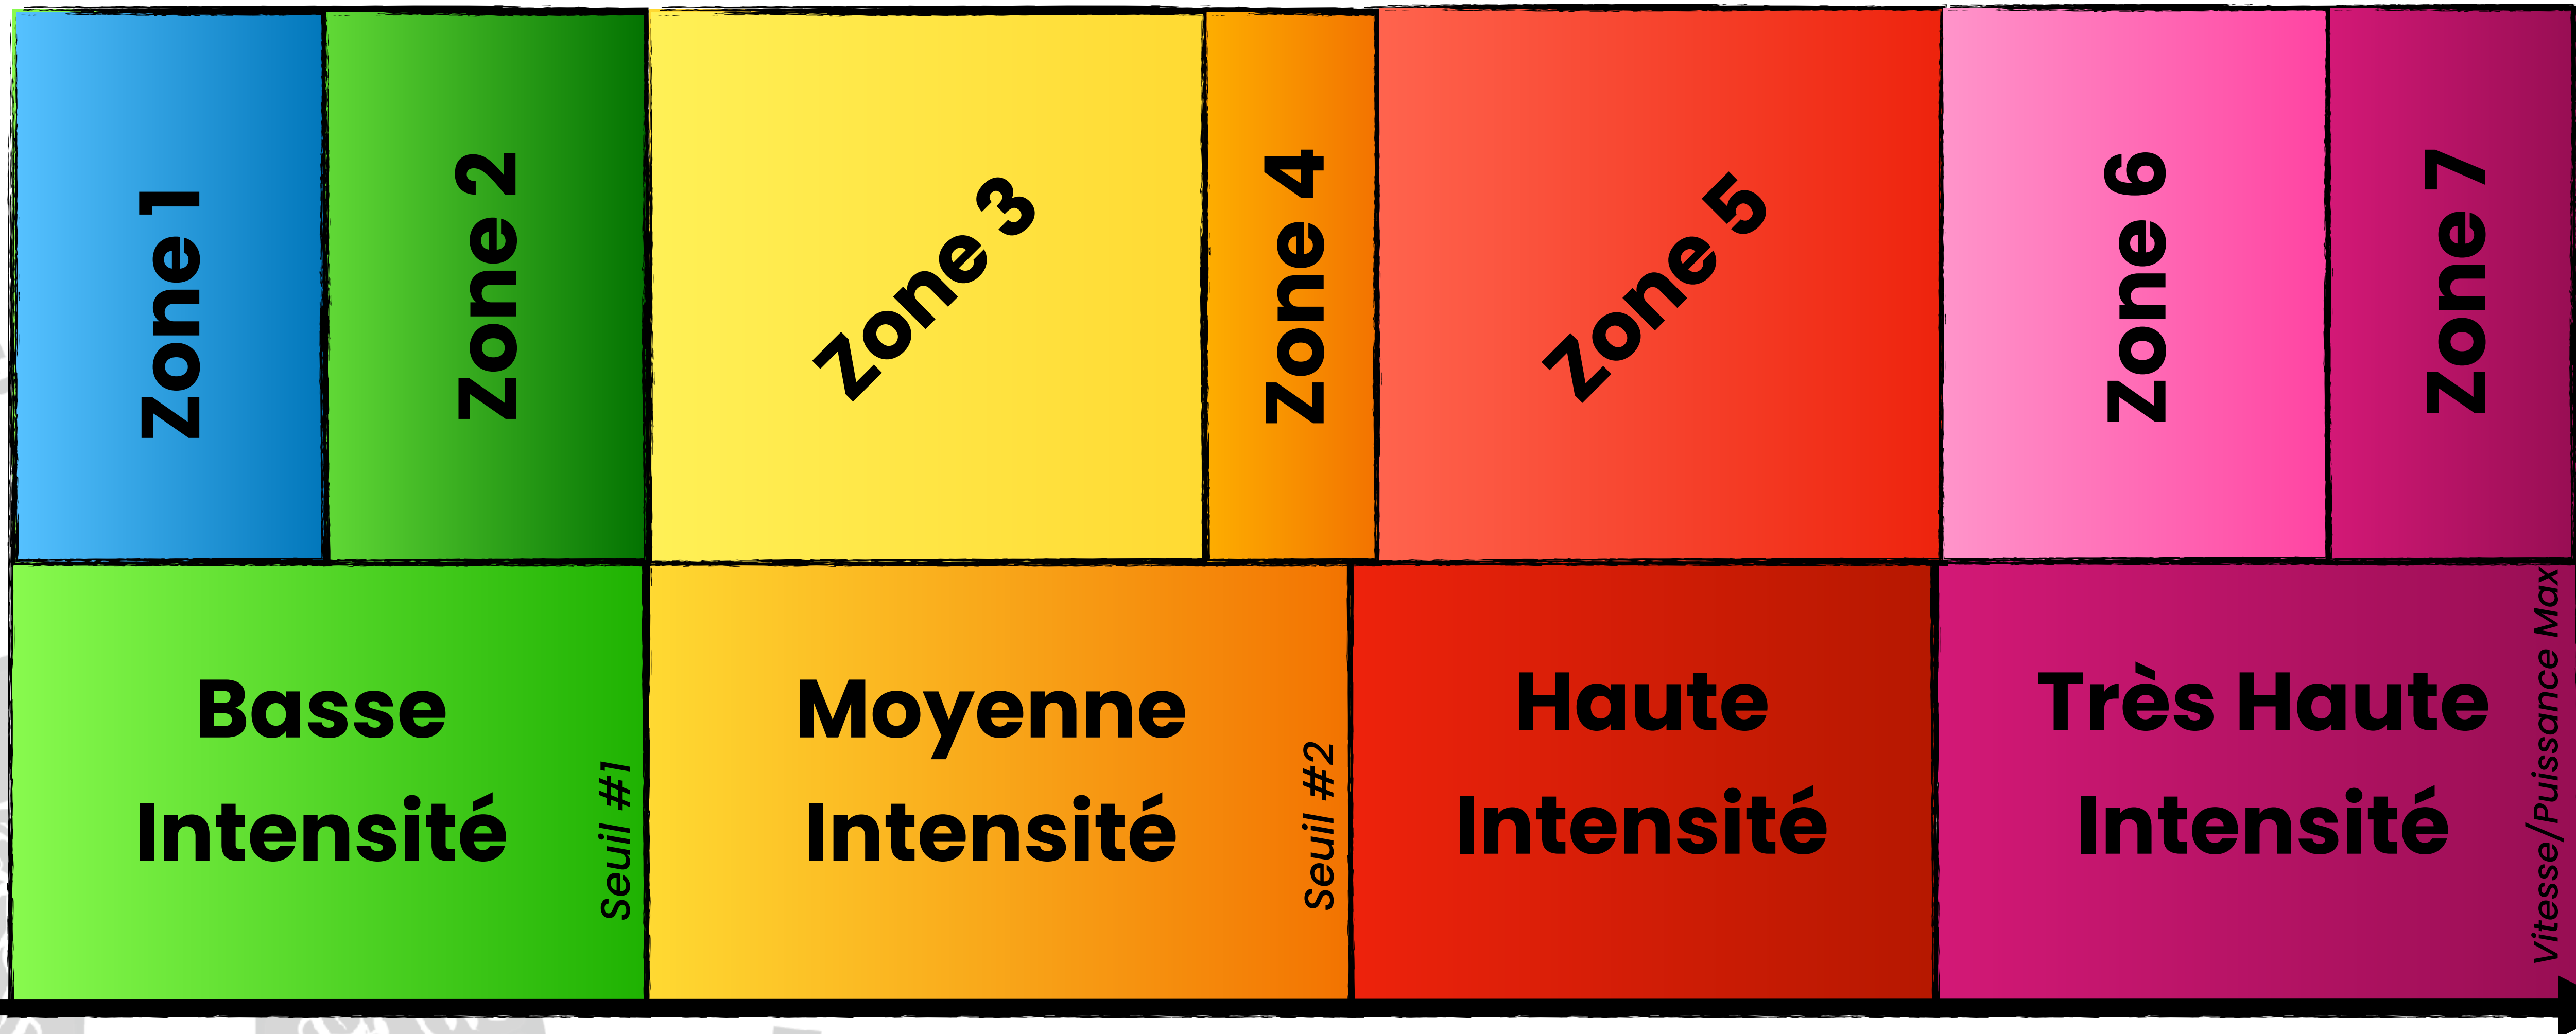 Zone 1
Zone 2
Zone 3
Zone 4
Zone 5
Zone 6
Zone 7
Basse
Intensité
Seuil #1
Moyenne
Intensité
Seuil #2
Haute
Intensité
Très Haute
Intensité
Vitesse/Puissance Max